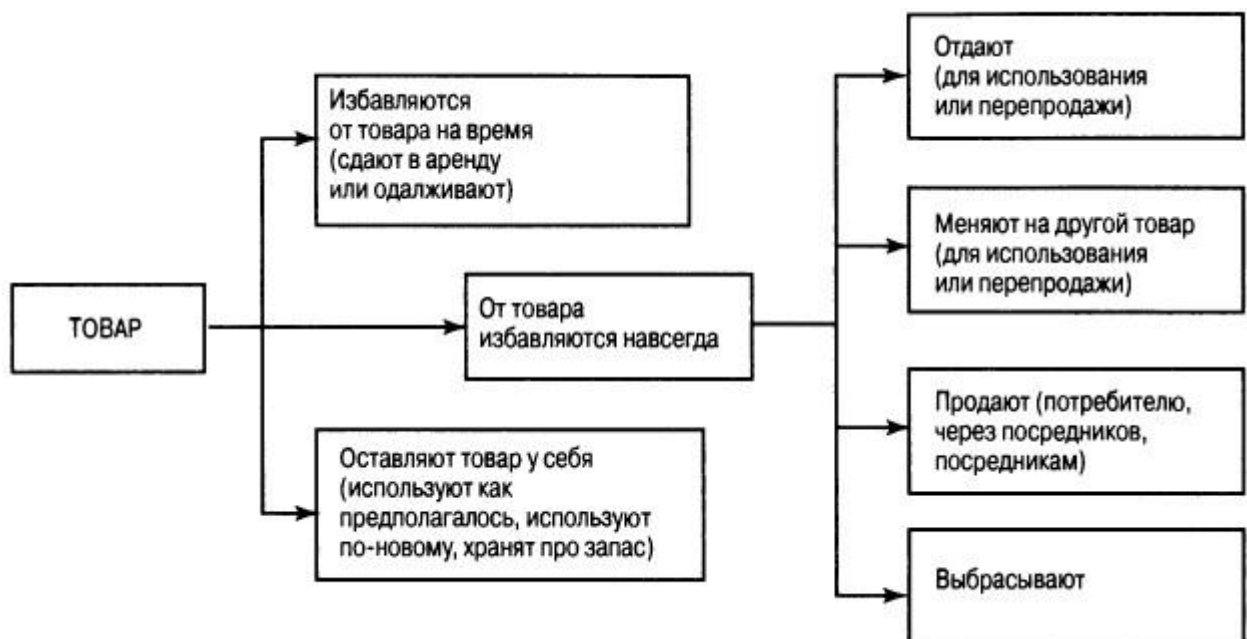 Избавляются
от товара на время
(сдают в аренду
или одалживают)
ТОВАР
От товара
избавляются навсегда
Оставляют товар у себя
(используют как
предполагалось, используют
по-новому, хранят про запас)
Отдают
(для использования
или перепродажи)
Меняют на другой товар
(для использования
или перепродажи)
Продают (потребителю,
через посредников,
посредникам)
Выбрасывают